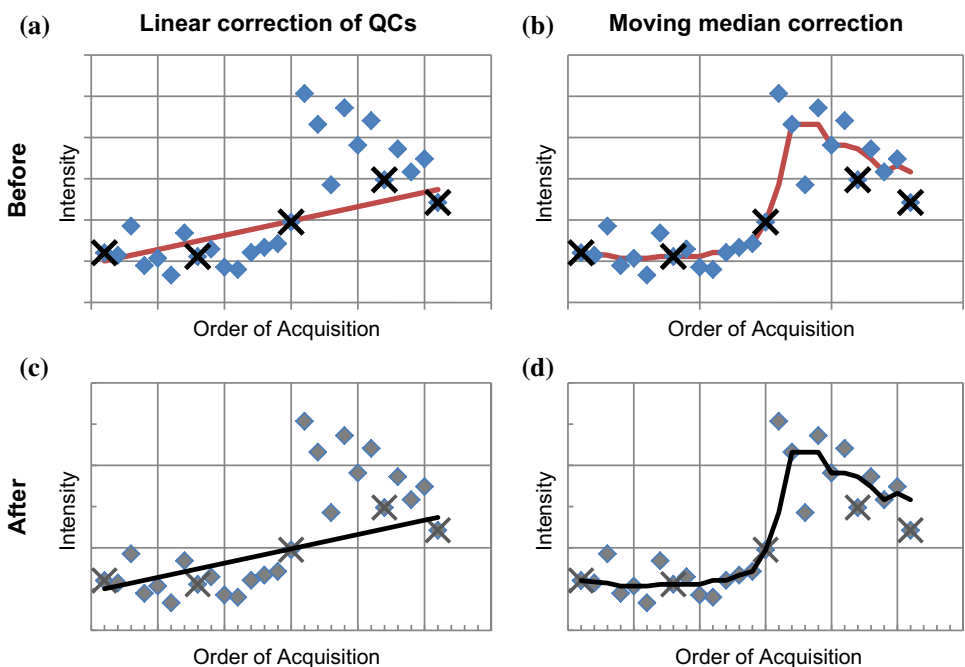 (a)
Linear correction of QCs
(b)
Moving median correction
Before
Intensity
Intensity
Order of Acquisition
Order of Acquisition
(c)
(d)
After
Intensity
Intensity
Order of Acquisition
Order of Acquisition